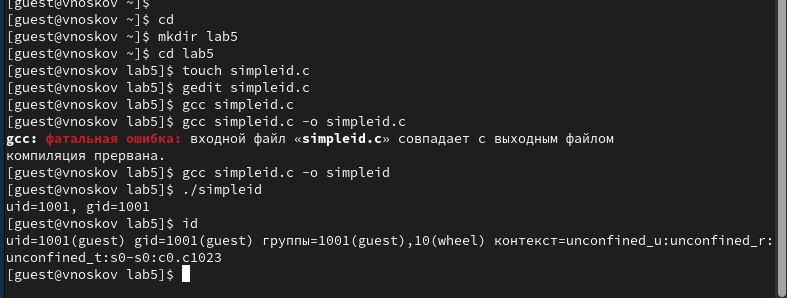 [guest@vnoskov ~]$
[guest@vnoskov ~]$ cd
[guest@vnoskov ~]$ mkdir lab5
[guest@vnoskov ~]$ cd lab5
[guest@vnoskov lab5]$ touch simpleid.c
[guest@vnoskov lab5]$ gedit simpleid.c
[guest@vnoskov lab5]$ gcc simpleid.c
[guest@vnoskov lab5]$ gcc simpleid.c -o simpleid.c
gcc: фатальная ошибка: входной файл «simpleid.c» совпадает с выходным файлом
компиляция прервана.
[guest@vnoskov lab5]$ gcc simpleid.c -o simpleid
[guest@vnoskov lab5]$ ./simpleid
uid=1001, gid=1001
[guest@vnoskov lab5]$ id
uid=1001(guest) gid=1001(guest) группы=1001(guest),10(wheel) контекст=unconfined_u:unconfined_r:
unconfined_t:s0-s0:c0.c1023
[guest@vnoskov lab5]$